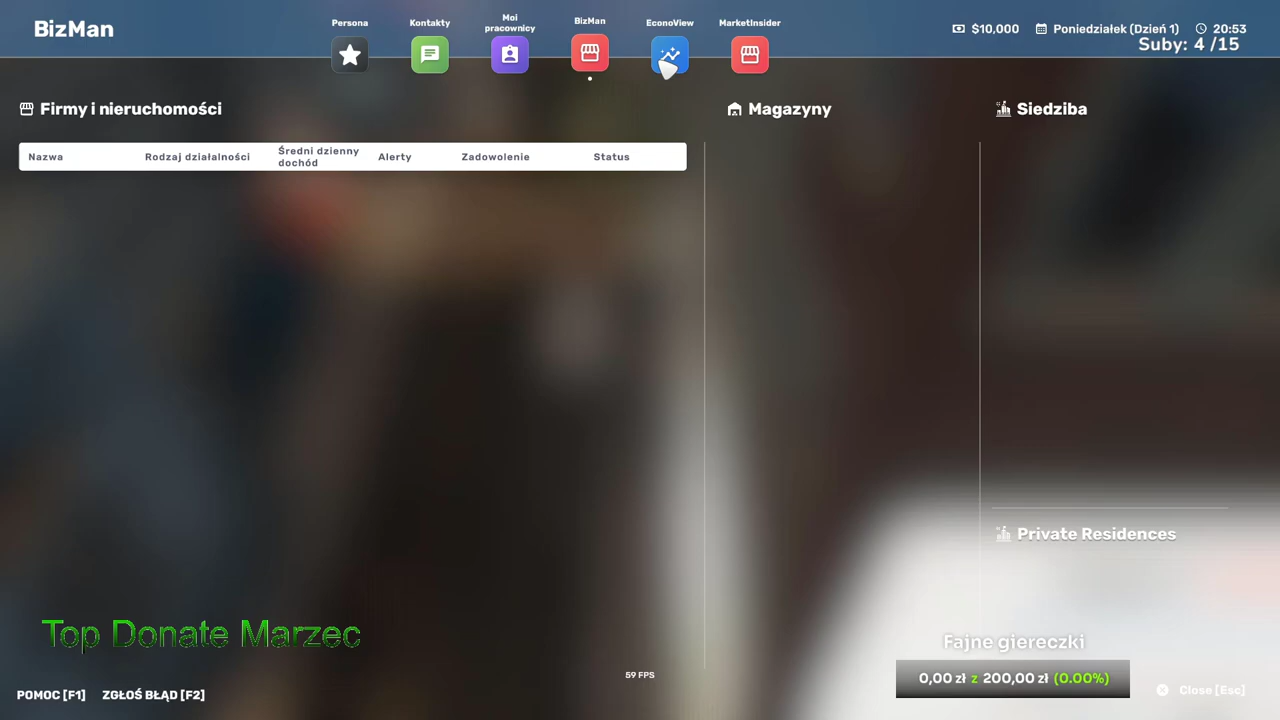 BizMan
Persona
Kontakty
Moi
pracownicy
BizMan
EconoView
MarketInsider
$10,000
Poniedziałek (Dzień 1)
20:53
Suby: 4 /15
Firmy i nieruchomości
Magazyny
Siedziba
Nazwa
Rodzaj działalności
Średni dzienny
dochód
Alerty
Zadowolenie
Status
Private Residences
Top Donate Marzec
Fajne giereczki
0,00 zł z 200,00 zł (0.00%)
59 FPS
POMOC [F1]
ZGŁOŚ BŁĄD [F2]
Close [Esc]